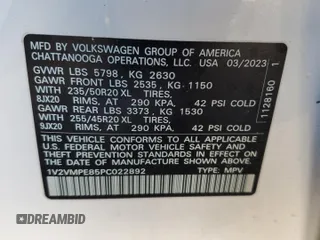 MFD BY VOLKSWAGEN GROUP OF AMERICA
CHATTANOOGA OPERATIONS, LLC. USA 03/2023
GVWR LBS 5798, KG 2630
GAWR FRONT LBS 2535, KG 1150
WITH 235/50R20 XL TIRES,
8JX20 RIMS, AT 290 KPA, 42 PSI COLD
GAWR REAR LBS 3373, KG 1530
WITH 255/45R20 XL TIRES,
9JX20 RIMS, AT 290 KPA, 42 PSI COLD
THIS VEHICLE CONFORMS TO ALL APPLICABLE
U.S. FEDERAL MOTOR VEHICLE SAFETY AND
THEFT PREVENTION STANDARDS IN EFFECT ON THE
DATE OF MANUFACTURE SHOWN ABOVE.
1V2VMPE85PC022892 TYPE: MPV
1128160 1
AUTOBIDMASTER